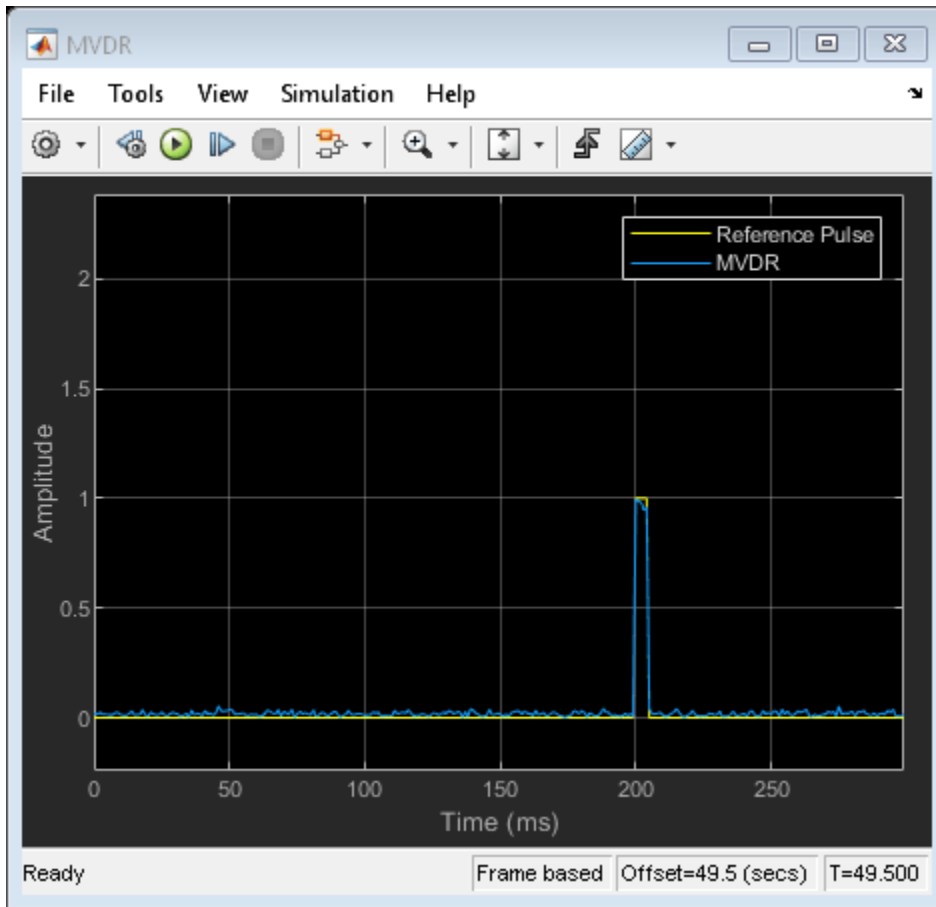 MVDR
File Tools View Simulation Help
Reference Pulse
MVDR
2
1.5
1
0.5
0
Amplitude
0 50 100 150 200 250
Time (ms)
Ready Frame based Offset=49.5 (secs) T=49.500